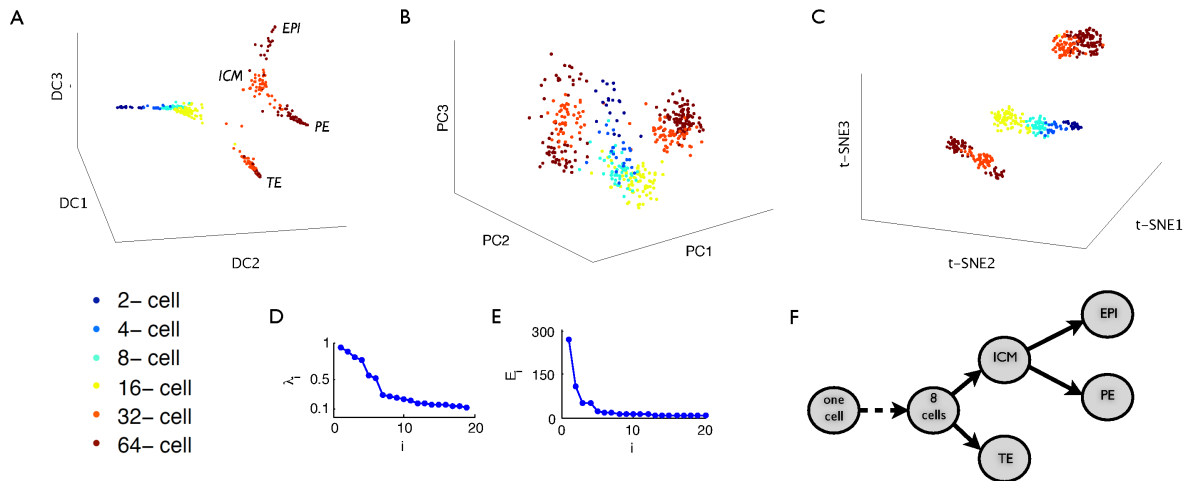 A
EPI
ICM
DC3
PE
TE
DC1
DC2
B
PC3
PC2
PC1
C
t-SNE3
t-SNE1
t-SNE2
2- cell
4- cell
8- cell
16- cell
32- cell
64- cell
D
1
0.5
0.1
λi
0
10
20
i
E
300
150
0
Ei
0
10
20
i
F
EPI
ICM
PE
one
cell
8
cells
TE